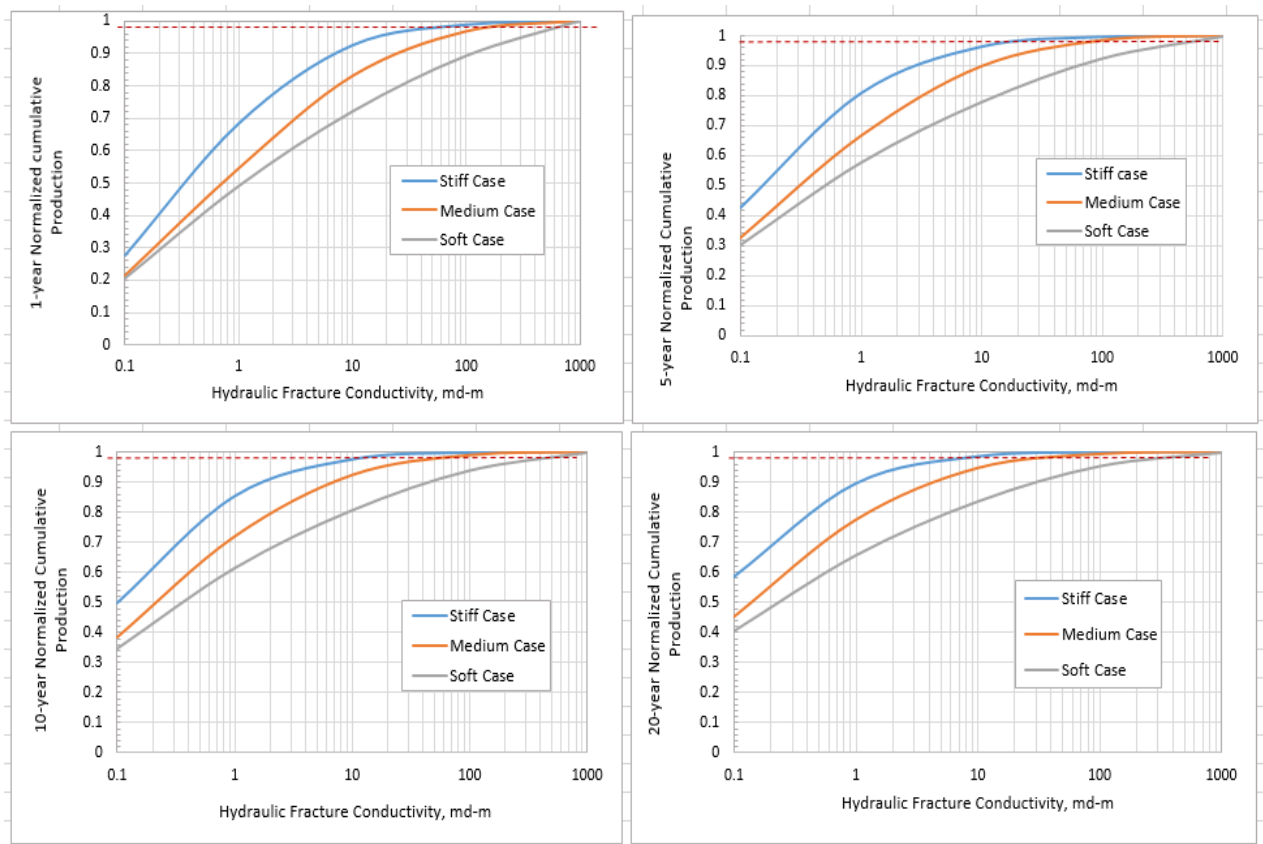 1-year Normalized cumulative
Production
1
0.9
0.8
0.7
0.6
0.5
0.4
0.3
0.2
0.1
0
0.1
1
10
100
1000
Hydraulic Fracture Conductivity, md-m
Stiff Case
Medium Case
Soft Case
5-year Normalized Cumulative
Production
1
0.9
0.8
0.7
0.6
0.5
0.4
0.3
0.2
0.1
0
0.1
1
10
100
1000
Hydraulic Fracture Conductivity, md-m
Stiff case
Medium Case
Soft Case
10-year Normalized Cumulative
Production
1
0.9
0.8
0.7
0.6
0.5
0.4
0.3
0.2
0.1
0
0.1
1
10
100
1000
Hydraulic Fracture Conductivity, md-m
Stiff Case
Medium Case
Soft Case
20-year Normalized Cumulative
Production
1
0.9
0.8
0.7
0.6
0.5
0.4
0.3
0.2
0.1
0
0.1
1
10
100
1000
Hydraulic Fracture Conductivity, md-m
Stiff Case
Medium Case
Soft Case